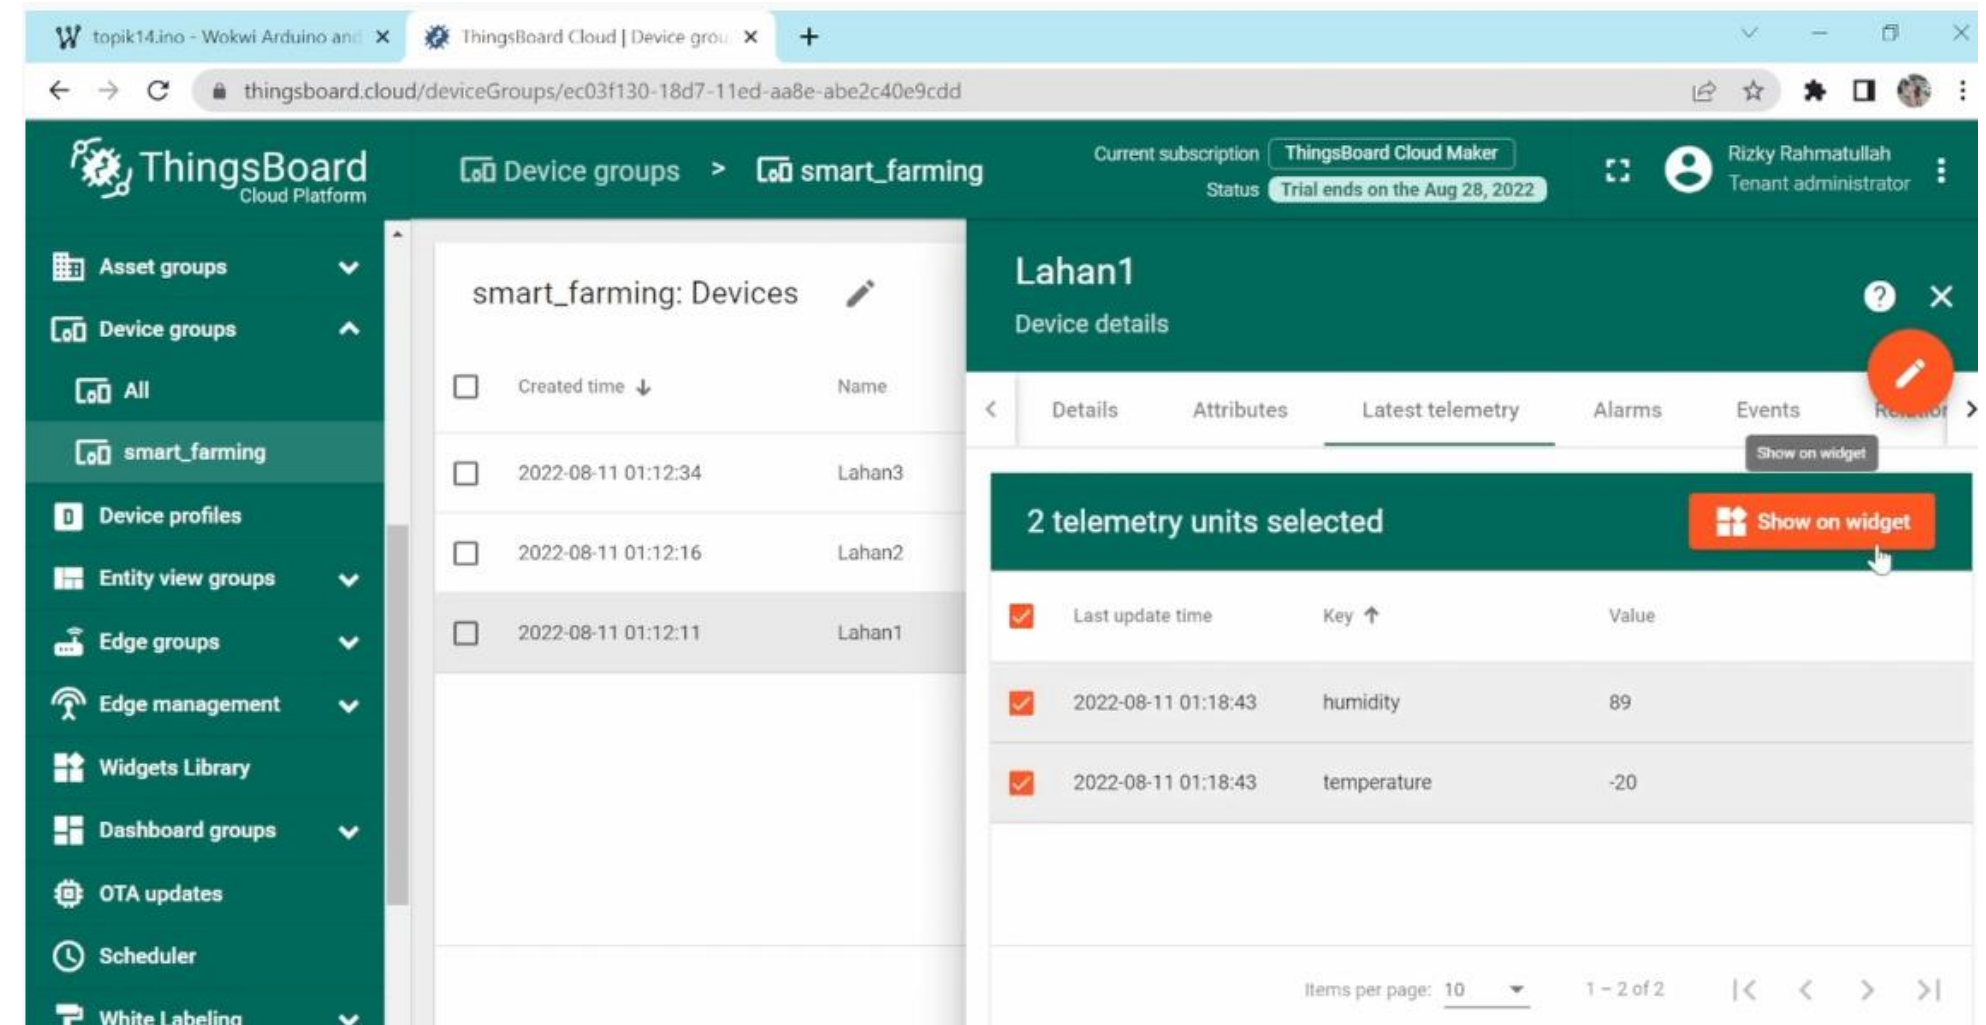 topik14.ino - Wokwi Arduino and
ThingsBoard Cloud | Device grou
thingsboard.cloud/deviceGroups/ec03f130-18d7-11ed-aa8e-abe2c40e9cdd
ThingsBoard
Cloud Platform
Device groups > smart_farming
Current subscription ThingsBoard Cloud Maker
Status Trial ends on the Aug 28, 2022
Rizky Rahmatullah
Tenant administrator
Asset groups
Device groups
All
smart_farming
Device profiles
Entity view groups
Edge groups
Edge management
Widgets Library
Dashboard groups
OTA updates
Scheduler
White Labeling
smart_farming: Devices
Created time Name
2022-08-11 01:12:34 Lahan3
2022-08-11 01:12:16 Lahan2
2022-08-11 01:12:11 Lahan1
Lahan1
Device details
Details Attributes Latest telemetry Alarms Events
Show on widget
2 telemetry units selected
Show on widget
Last update time Key Value
2022-08-11 01:18:43 humidity 89
2022-08-11 01:18:43 temperature -20
Items per page: 10 1 – 2 of 2